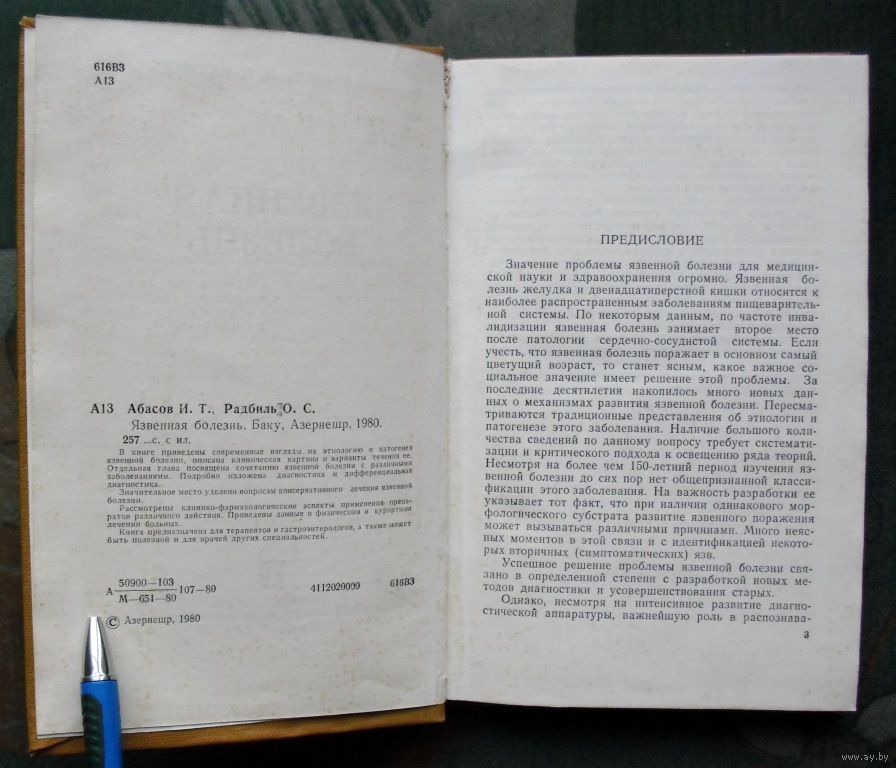 616В3
А13
А13 Абасов И. Т., Радбиль О. С.
Язвенная болезнь. Баку, Азернешр, 1980.
257 ...с. с ил.
В книге приведены современные взгляды на этнологию и патогенез
язвенной болезни, описана клиническая картина и варианты течения ее.
Отдельная глава посвящена сочетанию язвенной болезни с различными
заболеваниями. Подробно изложена диагностика и дифференциальная
диагностика.
Значительное место уделено вопросам консервативного лечения язвенной
болезни.
Рассмотрены клинико-фармакологические аспекты применения препа-
ратов различного действия. Приведены данные о физическом и курортном
лечении больных.
Книга предназначена для терапевтов и гастроэнтерологов, а также может
быть полезной и для врачей других специальностей.
А 50900—103
М—651—80 107—80 4112020000 616В3
© Азернешр, 1980
ПРЕДИСЛОВИЕ
Значение проблемы язвенной болезни для медицин-
ской науки и здравоохранения огромно. Язвенная бо-
лезнь желудка и двенадцатиперстной кишки относится к
наиболее распространенным заболеваниям пищеваритель-
ной системы. По некоторым данным, по частоте инва-
лидизации язвенная болезнь занимает второе место
после патологии сердечно-сосудистой системы. Если
учесть, что язвенная болезнь поражает в основном самый
цветущий возраст, то станет ясным, какое важное со-
циальное значение имеет решение этой проблемы. За
последние десятилетия накопилось много новых дан-
ных о механизмах развития язвенной болезни. Пересма-
триваются традиционные представления об этнологии и
патогенезе этого заболевания. Наличие большого коли-
чества сведений по данному вопросу требует системати-
зации и критического подхода к освещению ряда теорий.
Несмотря на более чем 150-летний период изучения яз-
венной болезни до сих пор нет общепризнанной класси-
фикации этого заболевания. На важность разработки ее
указывает тот факт, что при наличии одинакового мор-
фологического субстрата развитие язвенного поражения
может вызываться различными причинами. Много неяс-
ных моментов в этой связи и с идентификацией некото-
рых вторичных (симптоматических) язв.
Успешное решение проблемы язвенной болезни свя-
зано в определенной степени с разработкой новых ме-
тодов диагностики и усовершенствования старых.
Однако, несмотря на интенсивное развитие диагно-
стической аппаратуры, важнейшую роль в распознава-
3
www.ay.by